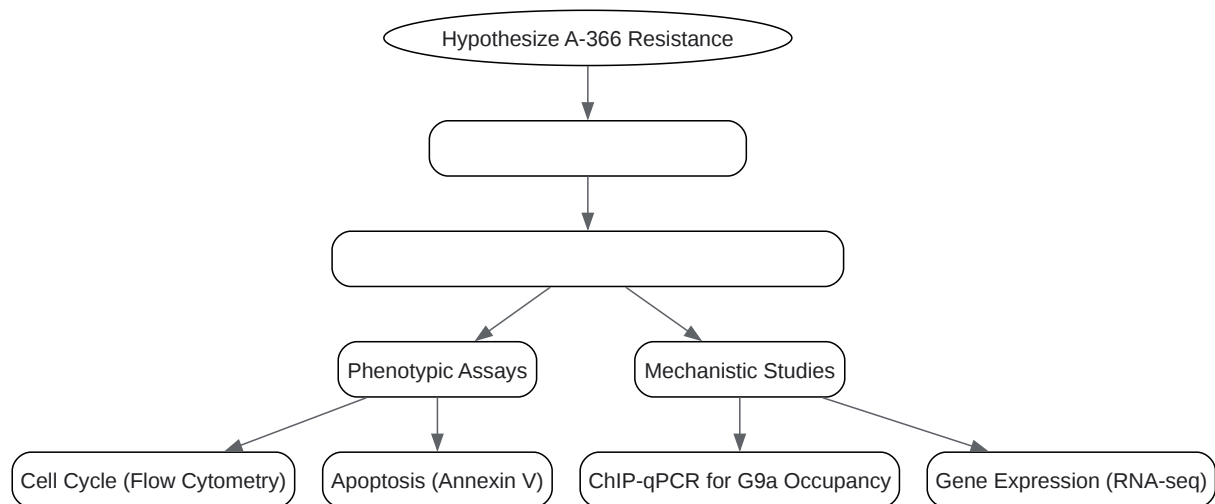 Hypothesize A-366 Resistance
Phenotypic Assays
Mechanistic Studies
Cell Cycle (Flow Cytometry)
Apoptosis (Annexin V)
ChIP-qPCR for G9a Occupancy
Gene Expression (RNA-seq)